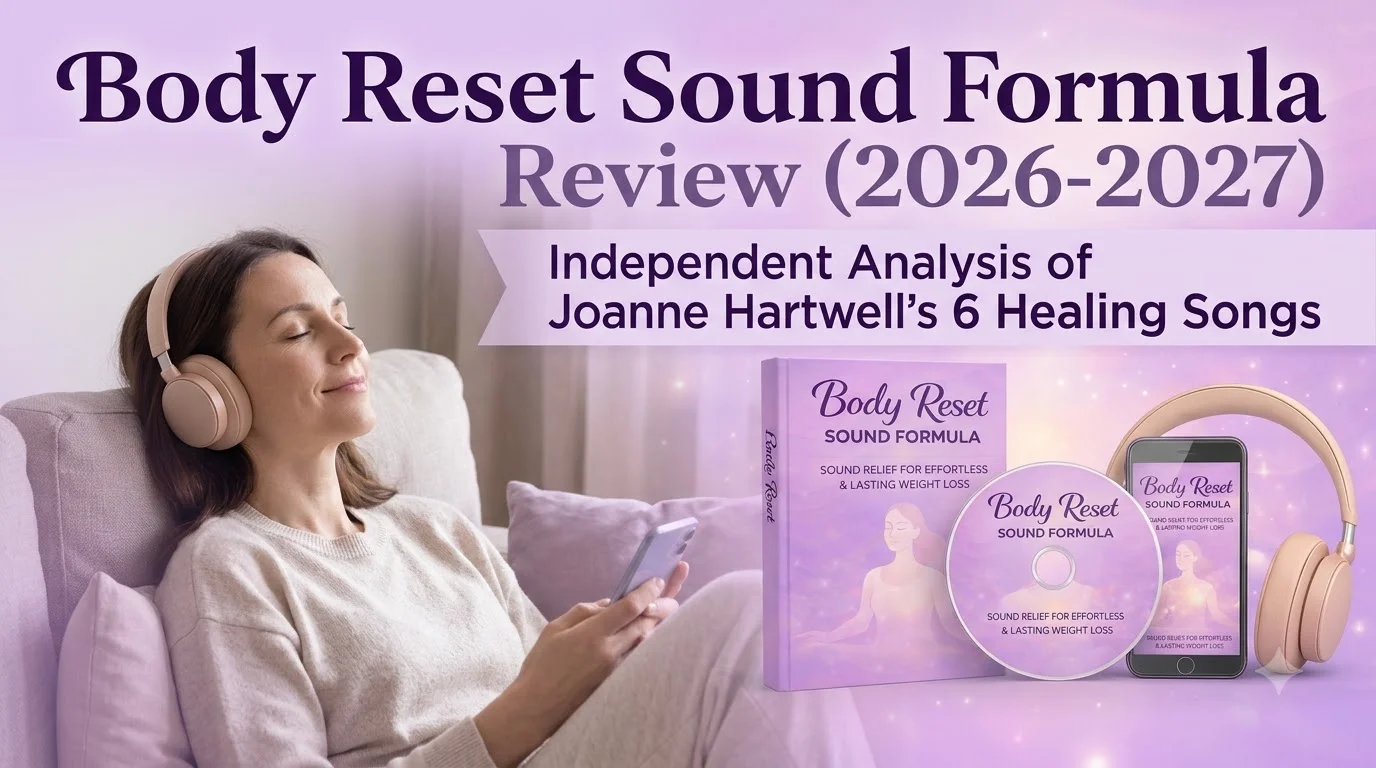 Body Reset Sound Formula
Review (2026-2027)
Independent Analysis of
Joanne Hartwell's 6 Healing Songs
Body Reset
SOUND FORMULA
SOUND RELIEF FOR EFFORTLESS
& LASTING WEIGHT LOSS
Body Reset
SOUND FORMULA
SOUND RELIEF FOR EFFORTLESS
& LASTING WEIGHT LOSS
Body Reset
SOUND FORMULA
FOR EFFORTLESS